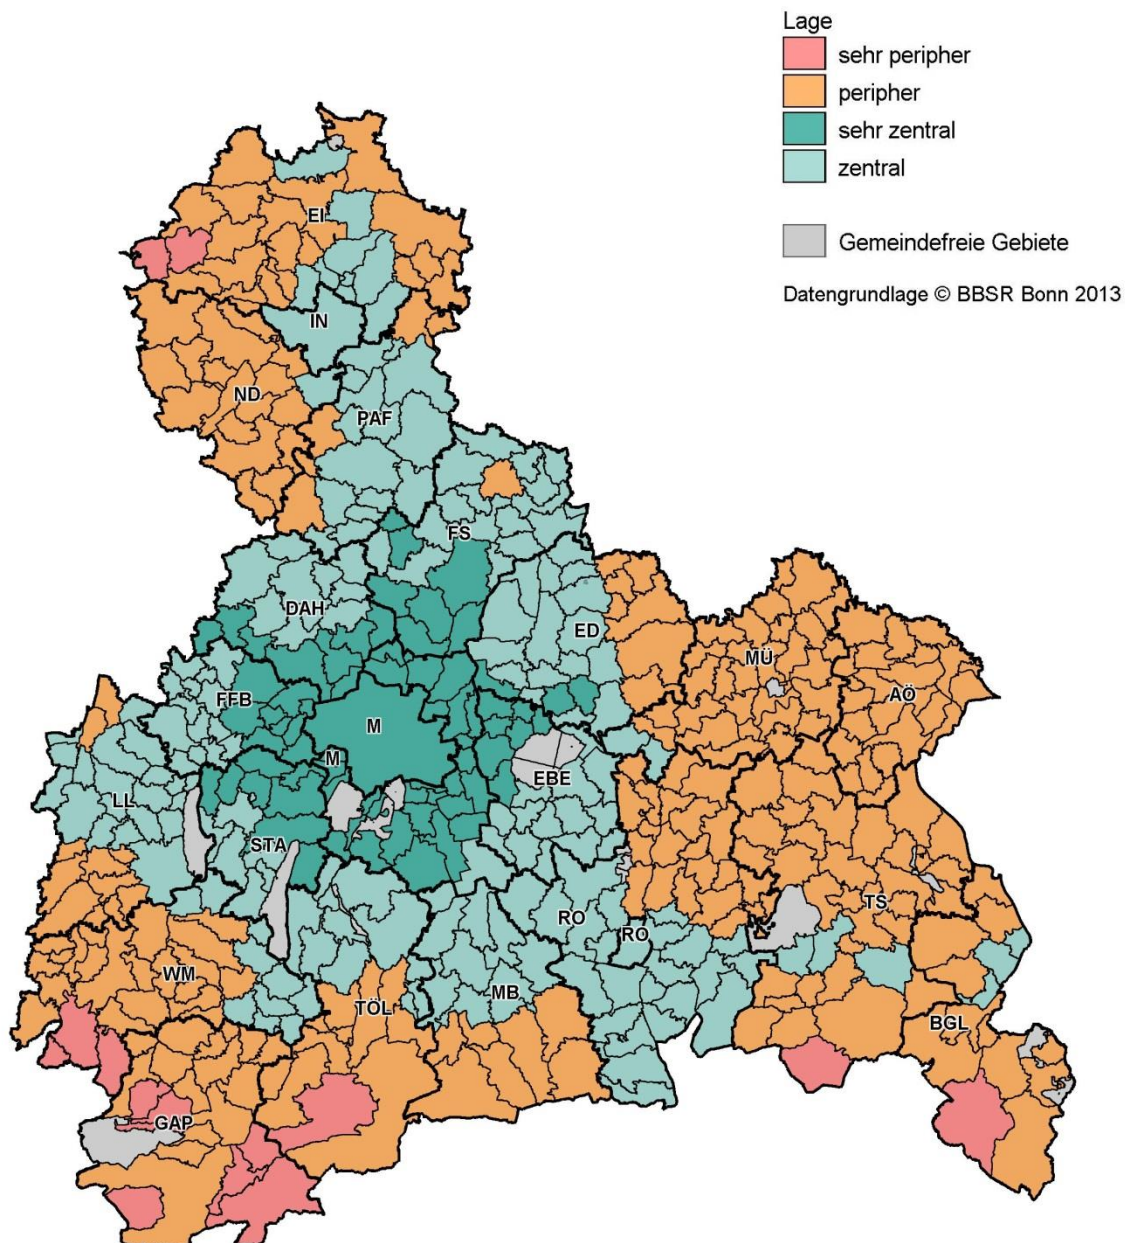 Lage
sehr peripher
peripher
sehr zentral
zentral
Gemeindefreie Gebiete
Datengrundlage © BBSR Bonn 2013
EI
IN
ND
PAF
FS
DAH
ED
MÜ
AÖ
FFB
M
M
EBE
LL
STA
TS
RO
RO
WM
MB
TÖL
BGL
GAP